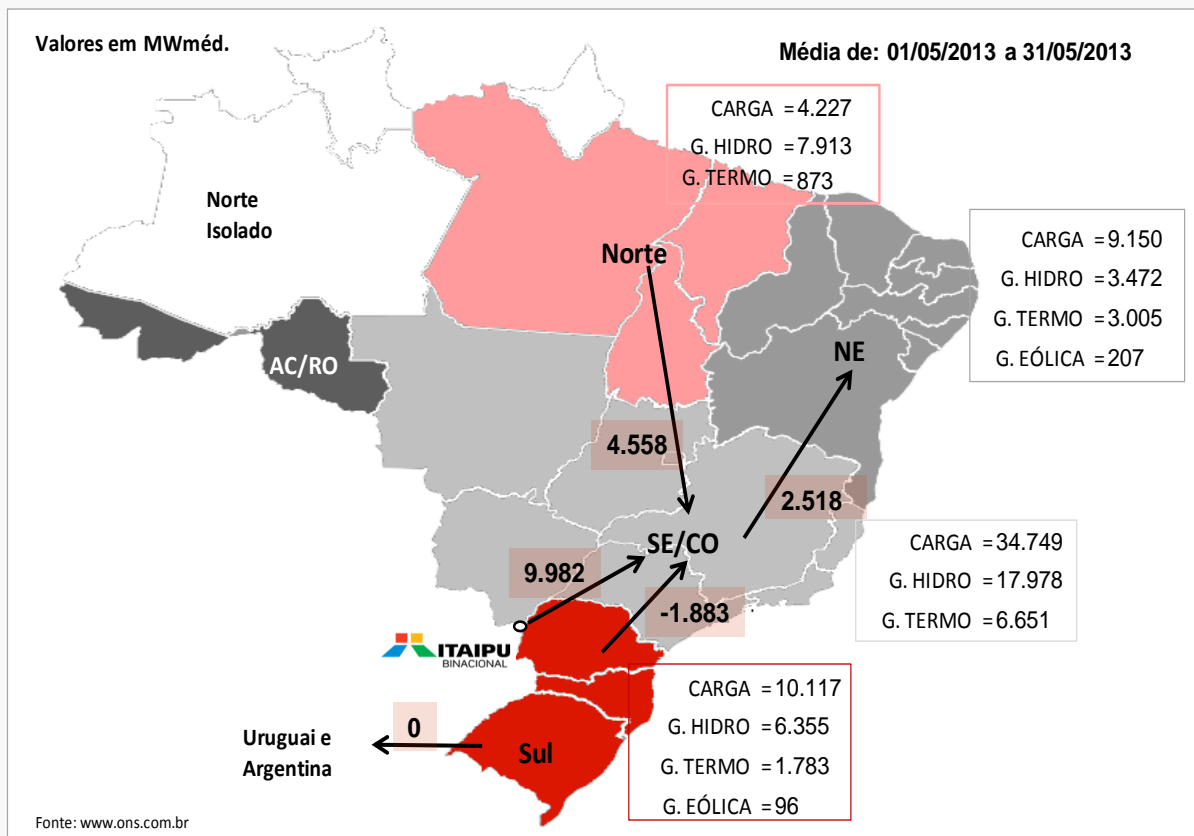 Valores em MWméd.
Média de: 01/05/2013 a 31/05/2013
CARGA = 4.227
G. HIDRO = 7.913
G. TERMO = 873
Norte
Isolado
Norte
CARGA = 9.150
G. HIDRO = 3.472
G. TERMO = 3.005
G. EÓLICA = 207
AC/RO
NE
4.558
2.518
SE/CO
CARGA = 34.749
G. HIDRO = 17.978
G. TERMO = 6.651
9.982
-1.883
ITAIPU
BINACIONAL
CARGA = 10.117
G. HIDRO = 6.355
G. TERMO = 1.783
G. EÓLICA = 96
0
Uruguai e
Argentina
Sul
Fonte: www.ons.com.br